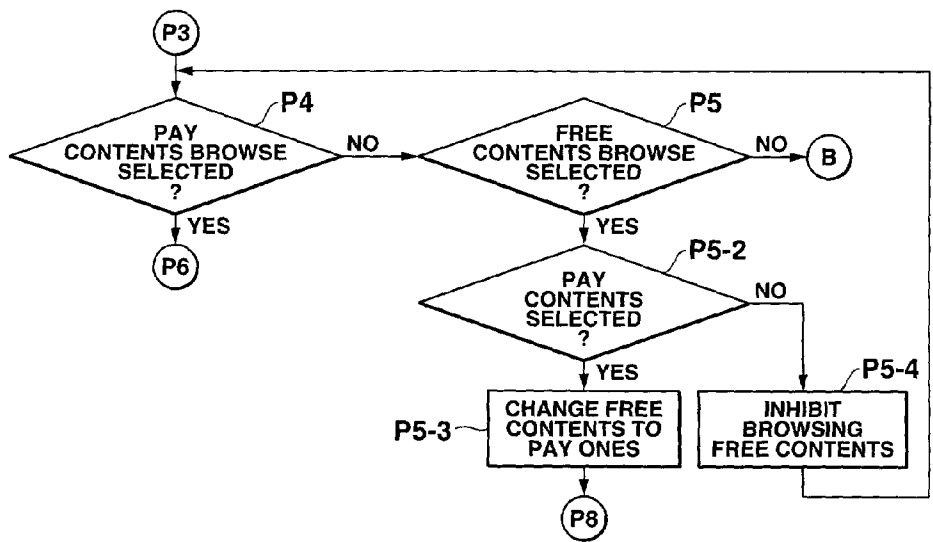 P3
P4
PAY
CONTENTS BROWSE
SELECTED
?
NO
YES
P6
P5
FREE
CONTENTS BROWSE
SELECTED
?
NO
B
YES
P5-2
PAY
CONTENTS
SELECTED
?
NO
YES
P5-3
CHANGE FREE
CONTENTS TO
PAY ONES
P5-4
INHIBIT
BROWSING
FREE CONTENTS
P8